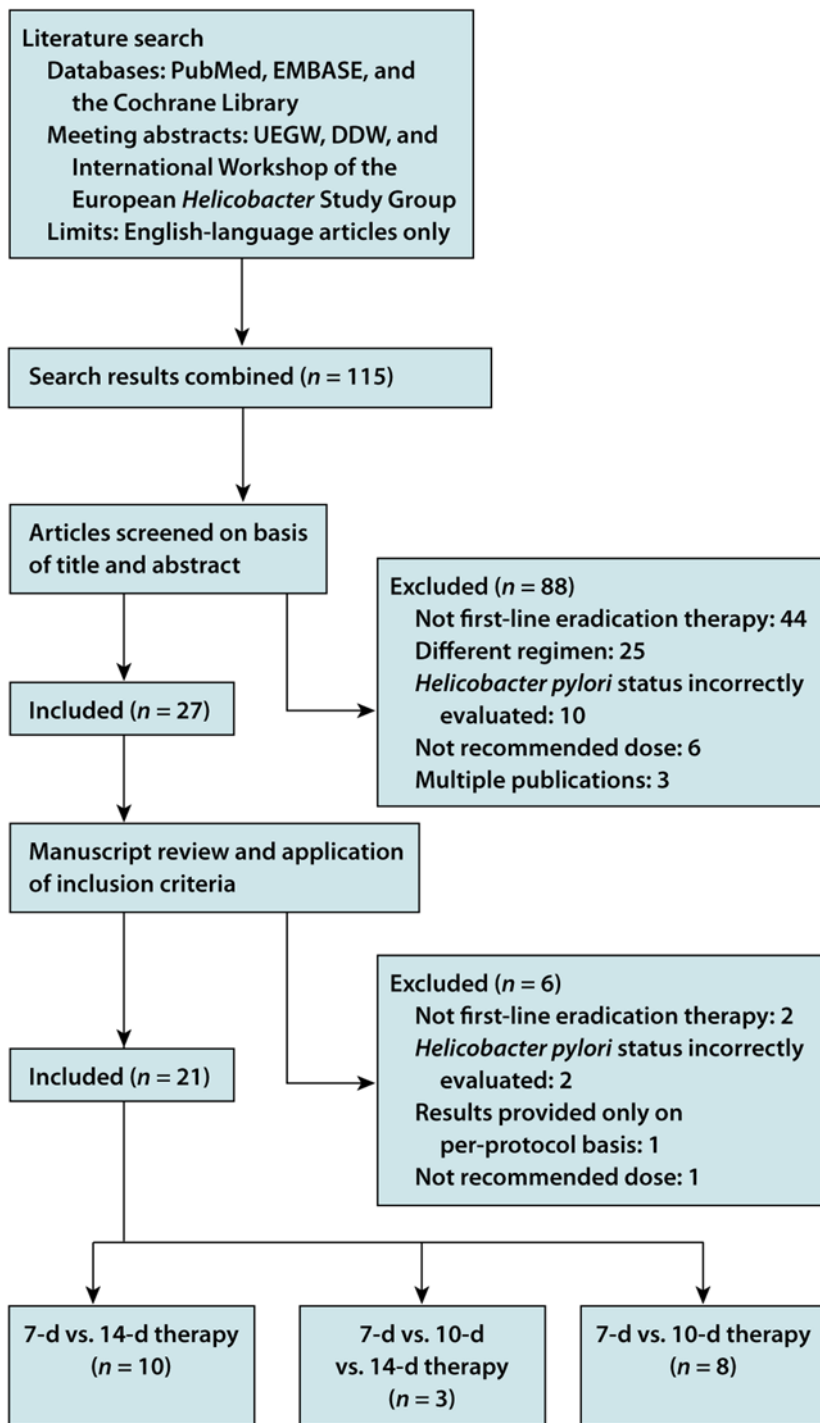 Literature search
Databases: PubMed, EMBASE, and
the Cochrane Library
Meeting abstracts: UEGW, DDW, and
International Workshop of the
European Helicobacter Study Group
Limits: English-language articles only
Search results combined (n = 115)
Articles screened on basis
of title and abstract
Excluded (n = 88)
Not first-line eradication therapy: 44
Different regimen: 25
Helicobacter pylori status incorrectly
evaluated: 10
Not recommended dose: 6
Multiple publications: 3
Included (n = 27)
Manuscript review and application
of inclusion criteria
Excluded (n = 6)
Not first-line eradication therapy: 2
Helicobacter pylori status incorrectly
evaluated: 2
Results provided only on
per-protocol basis: 1
Not recommended dose: 1
Included (n = 21)
7-d vs. 14-d therapy
(n = 10)
7-d vs. 10-d
vs. 14-d therapy
(n = 3)
7-d vs. 10-d therapy
(n = 8)